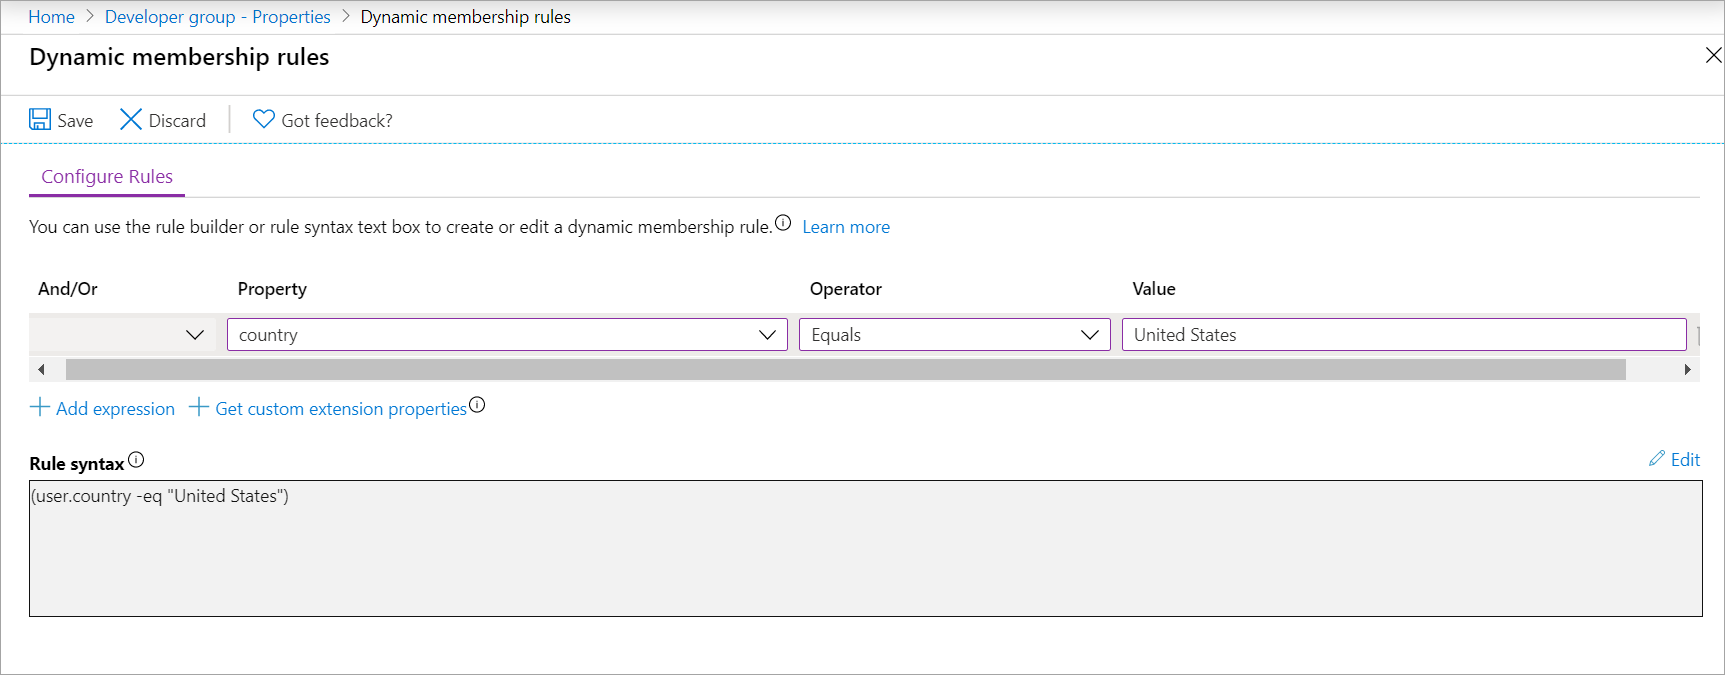 Home > Developer group - Properties > Dynamic membership rules
Dynamic membership rules
Save Discard Got feedback?
Configure Rules
You can use the rule builder or rule syntax text box to create or edit a dynamic membership rule. Learn more
And/Or Property Operator Value
country Equals United States
Add expression Get custom extension properties
Rule syntax Edit
(user.country -eq "United States")